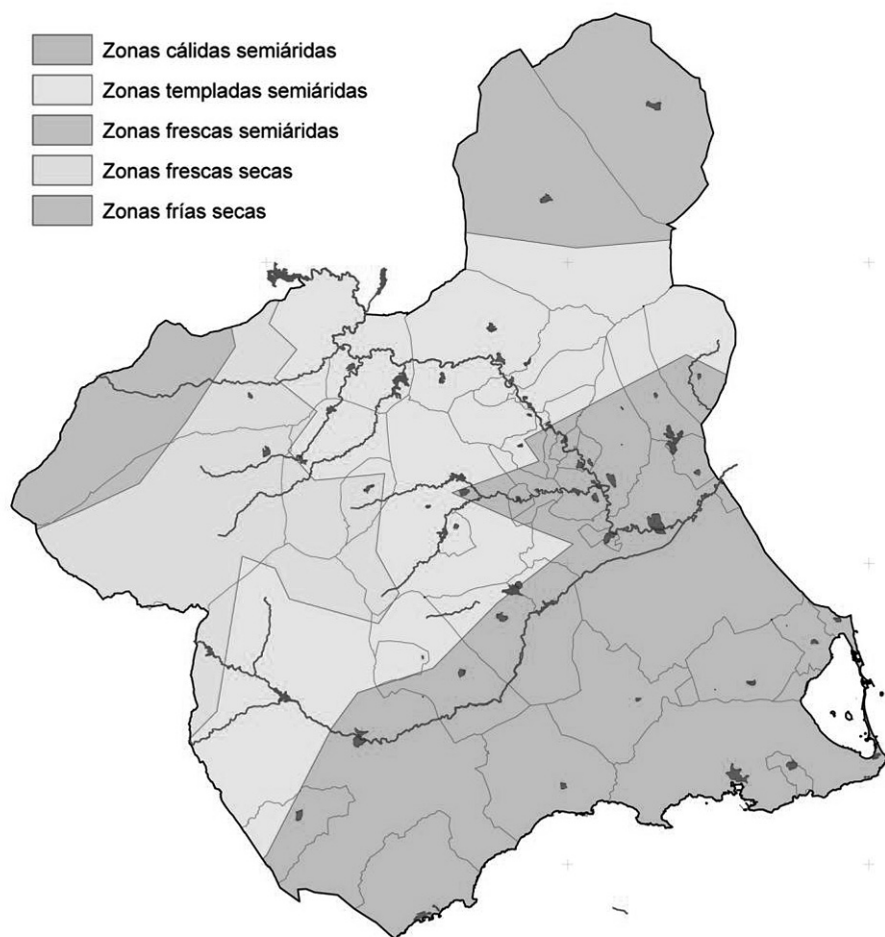 Zonas cálidas semiáridas
Zonas templadas semiáridas
Zonas frescas semiáridas
Zonas frescas secas
Zonas frías secas